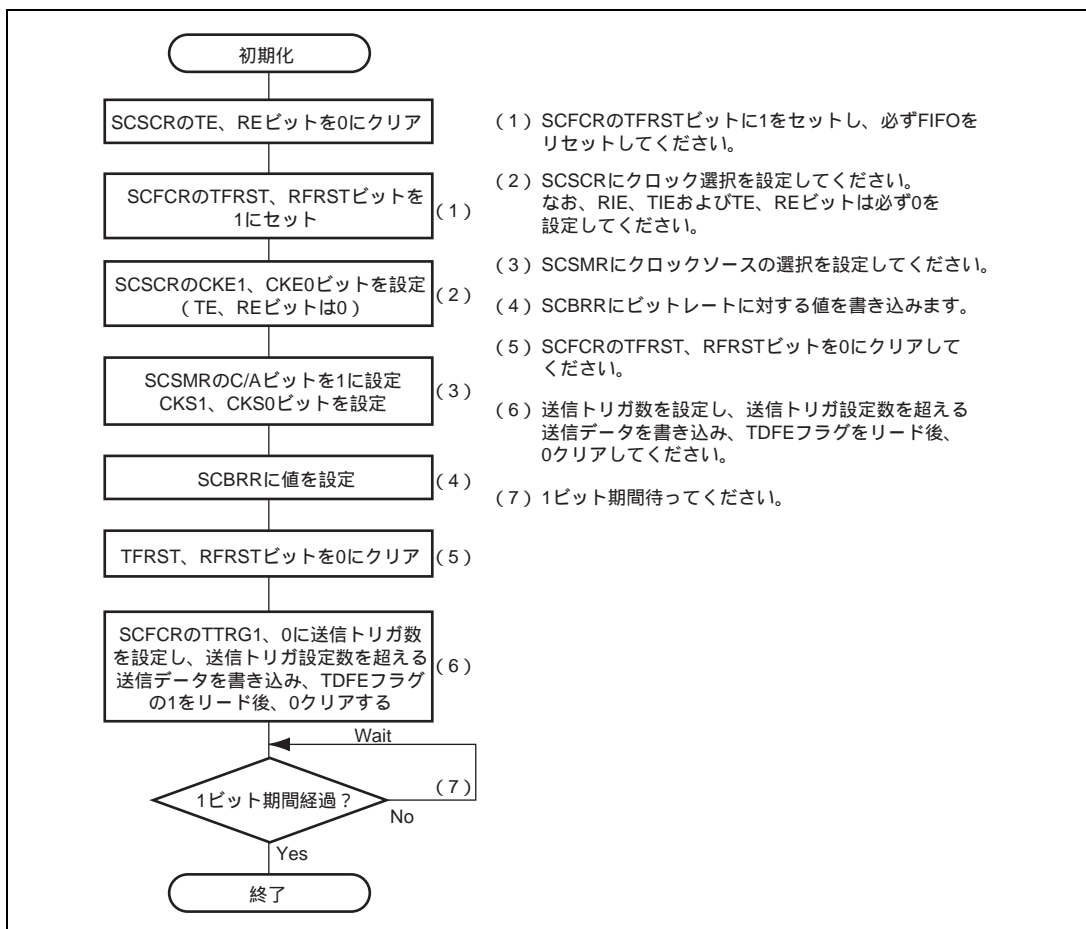 初期化
SCSCRのTE、REビットを0にクリア
SCFCRのTFRST、RFRSTビットを
1にセット
(1)
SCSCRのCKE1、CKE0ビットを設定
(TE、REビットは0)
(2)
SCSMRのC/Aビットを1に設定
CKS1、CKS0ビットを設定
(3)
SCBRRに値を設定
(4)
TFRST、RFRSTビットを0にクリア
(5)
SCFCRのTTRG1、0に送信トリガ数
を設定し、送信トリガ設定数を超える
送信データを書き込み、TDFEフラグ
の1をリード後、0クリアする
(6)
Wait
1ビット期間経過?
(7)
No
Yes
終了
(1)SCFCRのTFRSTビットに1をセットし、必ずFIFOを
リセットしてください。
(2)SCSCRにクロック選択を設定してください。
なお、RIE、TIEおよびTE、REビットは必ず0を
設定してください。
(3)SCSMRにクロックソースの選択を設定してください。
(4)SCBRRにビットレートに対する値を書き込みます。
(5)SCFCRのTFRST、RFRSTビットを0にクリアして
ください。
(6)送信トリガ数を設定し、送信トリガ設定数を超える
送信データを書き込み、TDFEフラグをリード後、
0クリアしてください。
(7)1ビット期間待ってください。